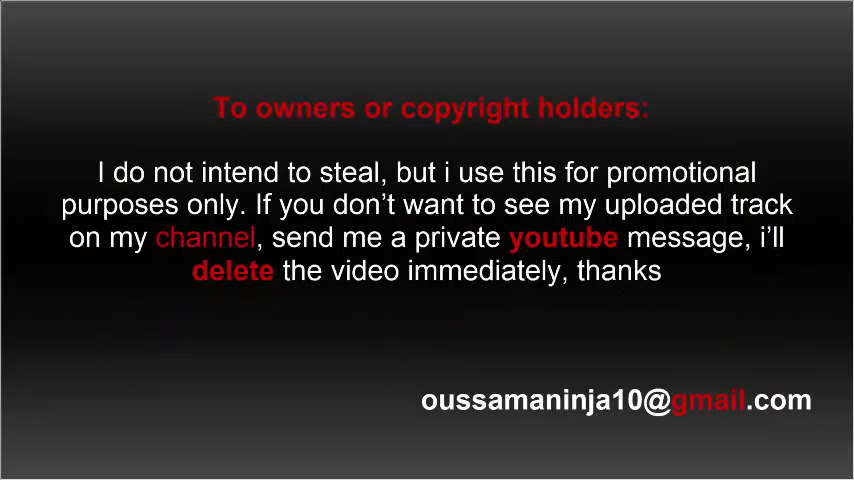 To owners or copyright holders:
I do not intend to steal, but i use this for promotional
purposes only. If you don’t want to see my uploaded track
on my channel, send me a private youtube message, i’ll
delete the video immediately, thanks
oussamaninja10@gmail.com